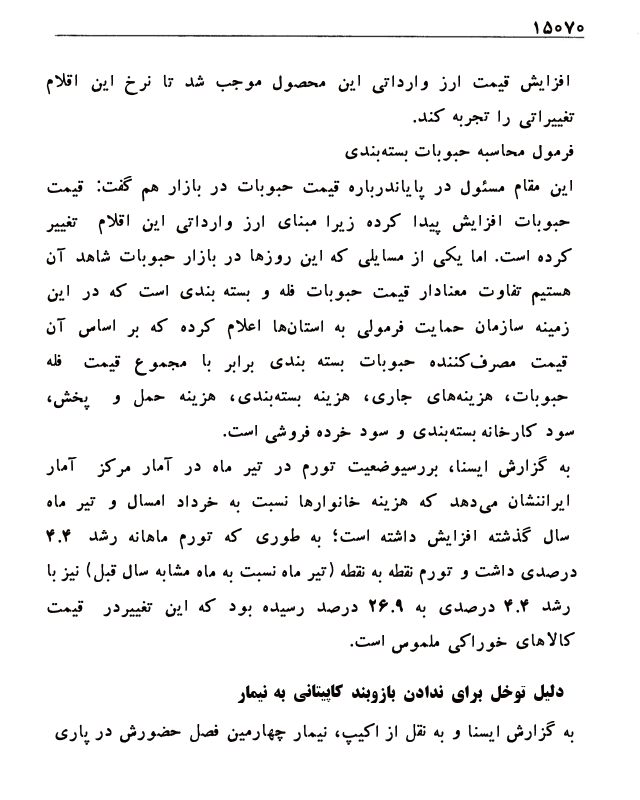 ۱۵۰۷۰
افزایش قیمت ارز وارداتی این محصول موجب شد تا نرخ این اقلام
تغییراتی را تجربه کند.
فرمول محاسبه حبوبات بسته‌بندی
این مقام مسئول در پایاندرباره قیمت حبوبات در بازار هم گفت: قیمت
حبوبات افزایش پیدا کرده زیرا مبنای ارز وارداتی این اقلام تغییر
کرده است. اما یکی از مسایلی که این روزها در بازار حبوبات شاهد آن
هستیم تفاوت معنادار قیمت حبوبات فله و بسته بندی است که در این
زمینه سازمان حمایت فرمولی به استان‌ها اعلام کرده که بر اساس آن
قیمت مصرف‌کننده حبوبات بسته بندی برابر با مجموع قیمت فله
حبوبات، هزینه‌های جاری، هزینه بسته‌بندی، هزینه حمل و پخش،
سود کارخانه بسته‌بندی و سود خرده فروشی است.
به گزارش ایسنا، بررسیوضعیت تورم در تیر ماه در آمار مرکز آمار
ایراننشان می‌دهد که هزینه خانوارها نسبت به خرداد امسال و تیر ماه
سال گذشته افزایش داشته است؛ به طوری که تورم ماهانه رشد ۴.۴
درصدی داشت و تورم نقطه به نقطه (تیر ماه نسبت به ماه مشابه سال قبل) نیز با
رشد ۴.۴ درصدی به ۲۶.۹ درصد رسیده بود که این تغییردر قیمت
کالاهای خوراکی ملموس است.
دلیل توخل برای ندادن بازوبند کاپیتانی به نیمار
به گزارش ایسنا و به نقل از اکیپ، نیمار چهارمین فصل حضورش در پاری